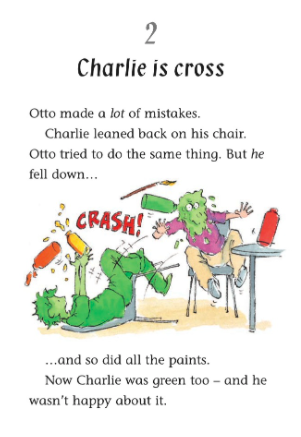 2
Charlie is cross
Otto made a lot of mistakes.
Charlie leaned back on his chair.
Otto tried to do the same thing. But he
fell down…
CRASH!
…and so did all the paints.
Now Charlie was green too – and he
wasn't happy about it.